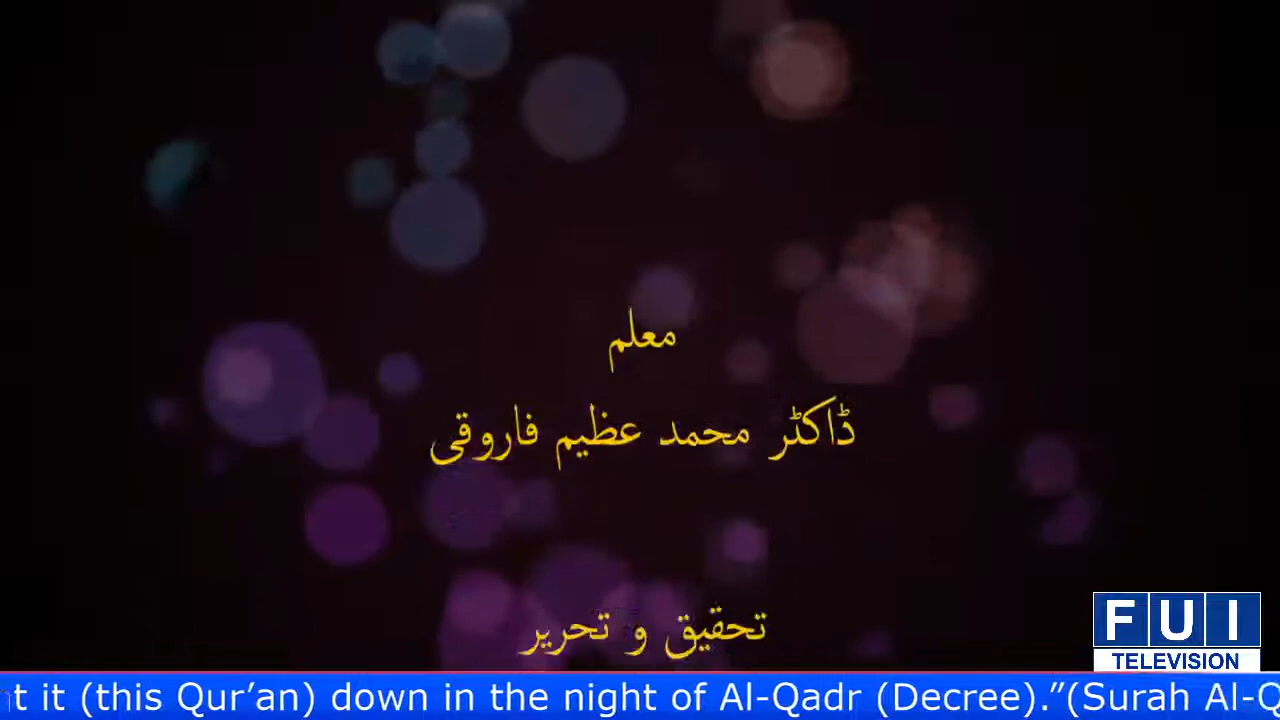 معلم
ڈاکٹر محمد عظیم فاروقی
تحقیق و تحریر
FUI
TELEVISION
it (this Qur’an) down in the night of Al-Qadr (Decree).”(Surah